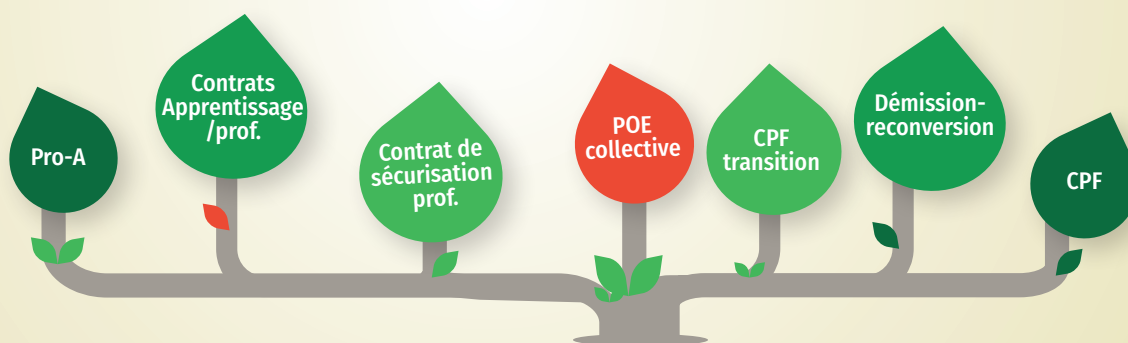 Pro-A
Contrats
Apprentissage
/prof.
Contrat de
sécurisation
prof.
POE
collective
CPF
transition
Démission-
reconversion
CPF